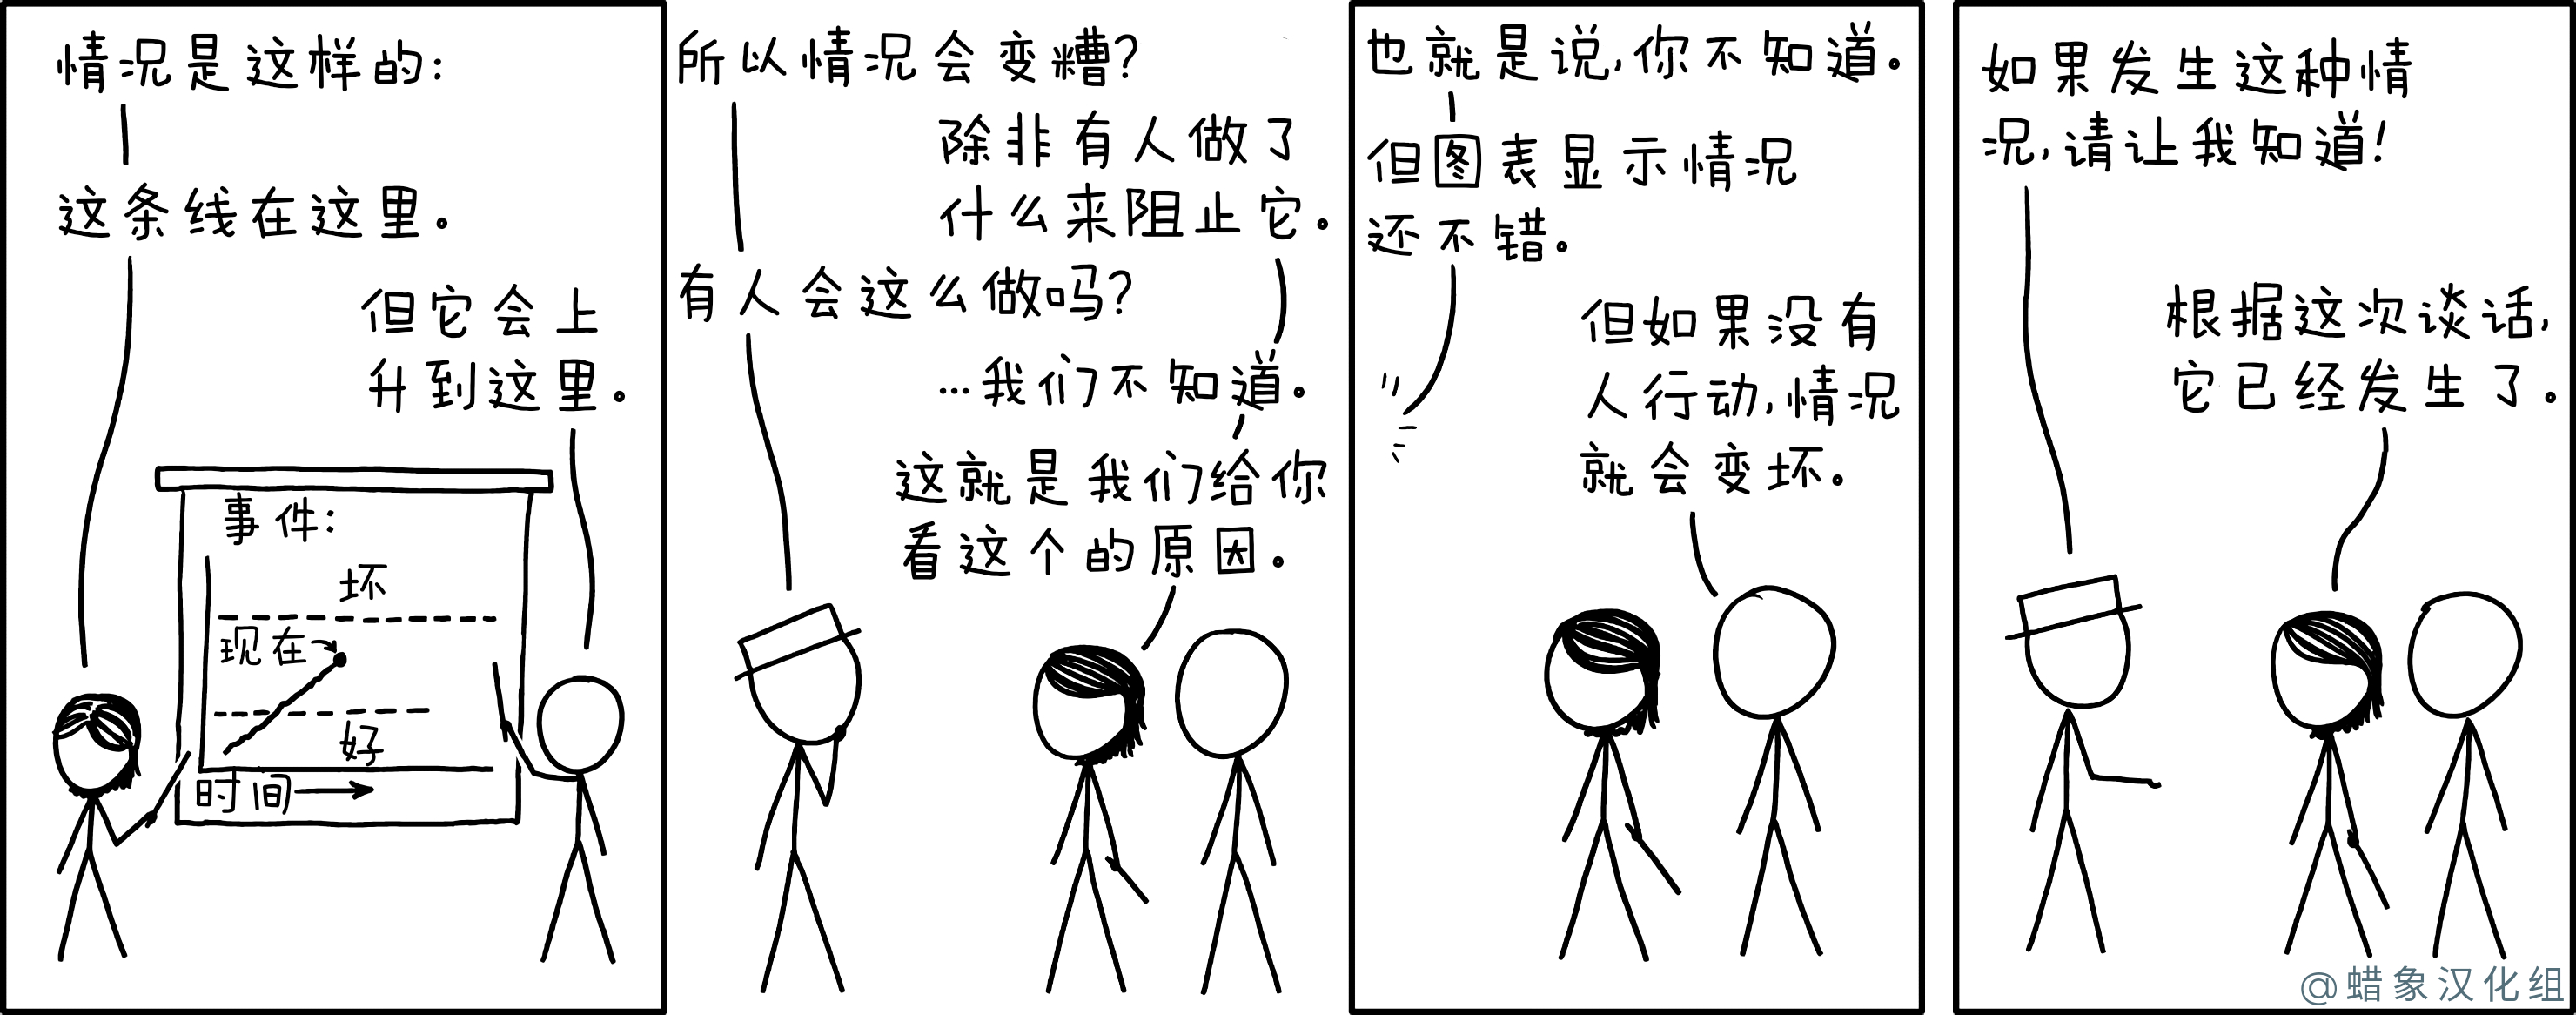 情况是这样的:
这条线在这里。
但它会上
升到这里。
事件:
坏
现在
好
时间
所以情况会变糟?
除非有人做了
什么来阻止它。
有人会这么做吗?
…我们不知道。
这就是我们给你
看这个的原因。
也就是说,你不知道。
但图表显示情况
还不错。
但如果没有
人行动,情况
就会变坏。
如果发生这种情
况,请让我知道!
根据这次谈话,
它已经发生了。
@蜡象汉化组